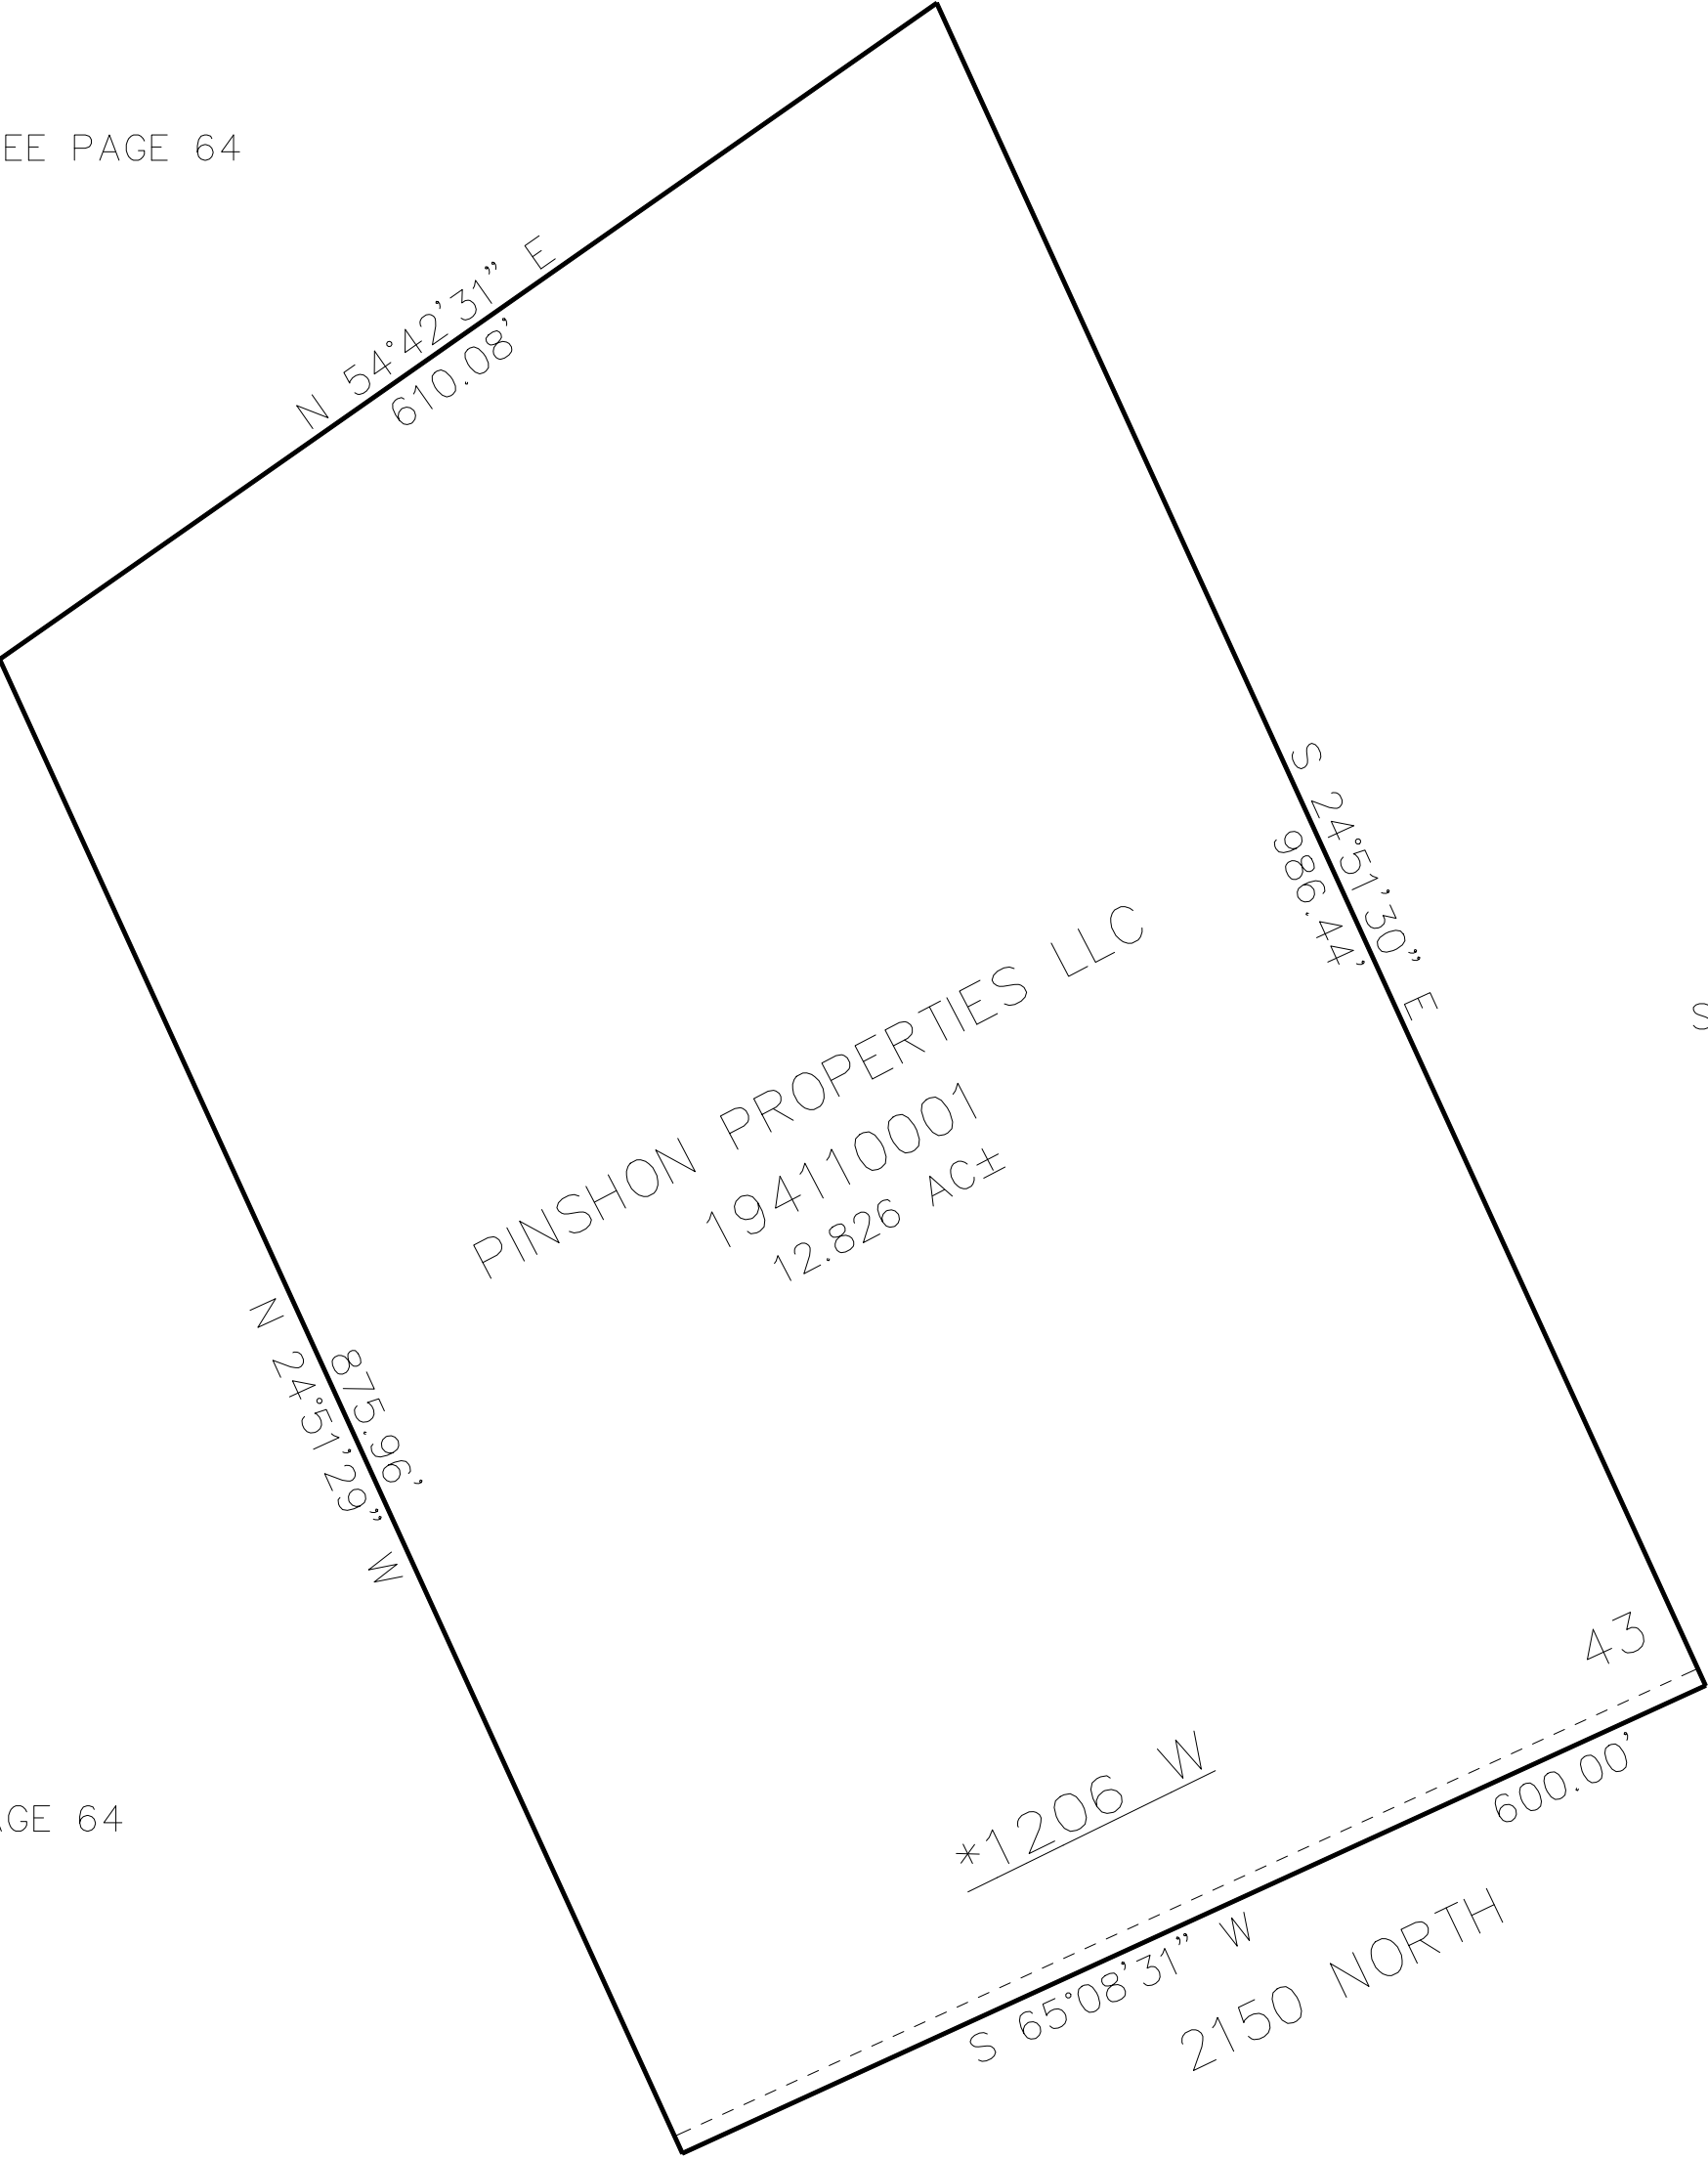 EE PAGE 64
N 54°42'31" E
610.08'
S 24°51'30" E
986.44'
PINSHON PROPERTIES LLC
194110001
12.826 AC±
N 24°51'29" W
875.96'
43
*1206 W
600.00'
S 65°08'31" W
2150 NORTH
GE 64